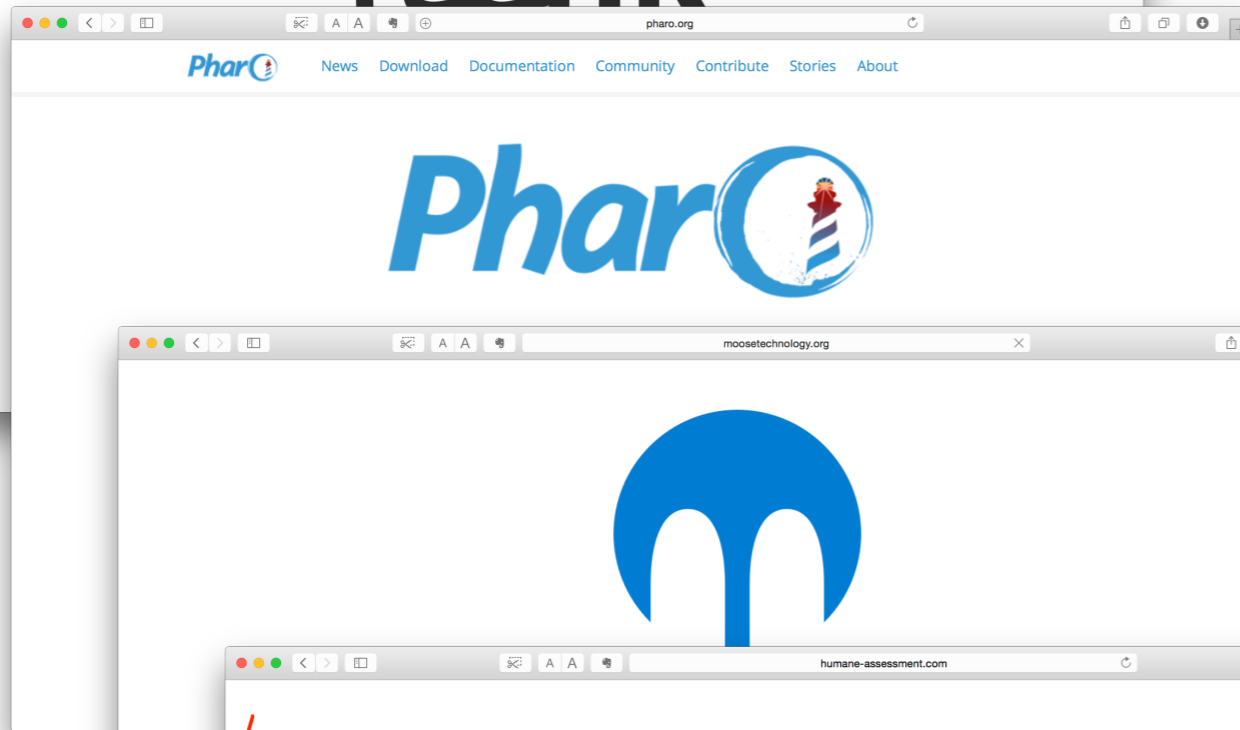 A A
pharo.org
Pharo
News Download Documentation Community Contribute Stories About
Pharo
A A
moosetechnology.org
A A
humane-assessment.com